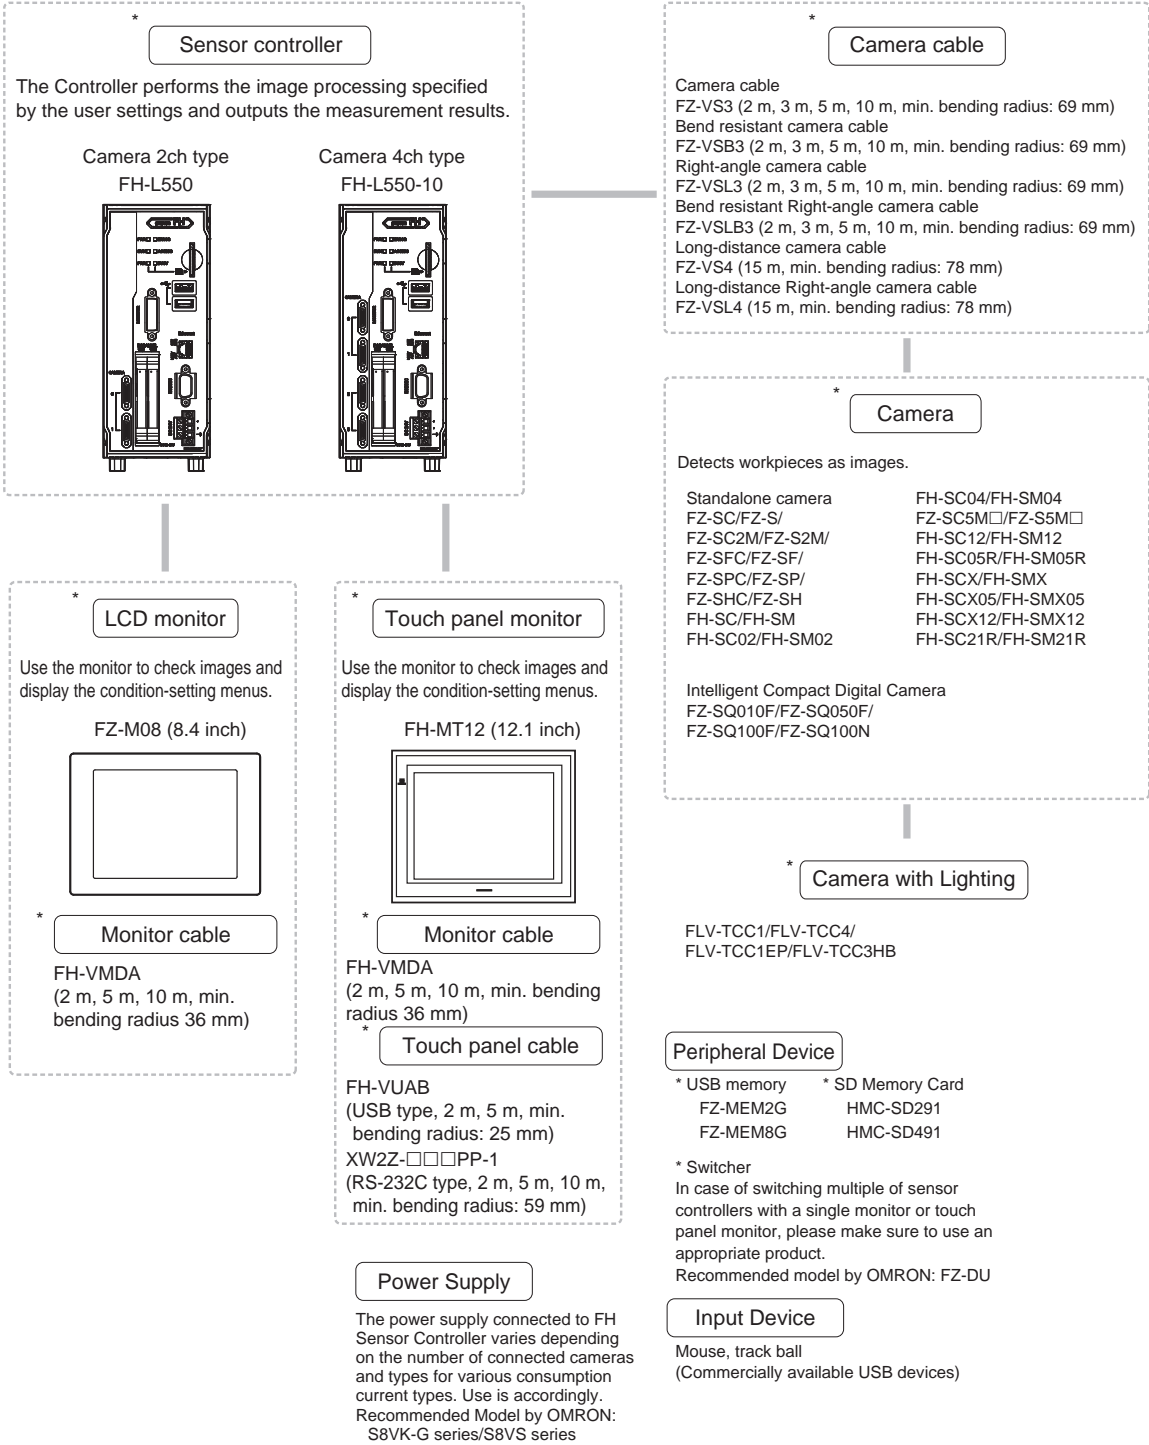 *
Sensor controller
The Controller performs the image processing specified
by the user settings and outputs the measurement results.
Camera 2ch type
FH-L550
Camera 4ch type
FH-L550-10
CAMERA
CAMERA
*
Camera cable
Camera cable
FZ-VS3 (2 m, 3 m, 5 m, 10 m, min. bending radius: 69 mm)
Bend resistant camera cable
FZ-VSB3 (2 m, 3 m, 5 m, 10 m, min. bending radius: 69 mm)
Right-angle camera cable
FZ-VSL3 (2 m, 3 m, 5 m, 10 m, min. bending radius: 69 mm)
Bend resistant Right-angle camera cable
FZ-VSLB3 (2 m, 3 m, 5 m, 10 m, min. bending radius: 69 mm)
Long-distance camera cable
FZ-VS4 (15 m, min. bending radius: 78 mm)
Long-distance Right-angle camera cable
FZ-VSL4 (15 m, min. bending radius: 78 mm)
*
Camera
Detects workpieces as images.
Standalone camera
FZ-SC/FZ-S/
FZ-SC2M/FZ-S2M/
FZ-SFC/FZ-SF/
FZ-SPC/FZ-SP/
FZ-SHC/FZ-SH
FH-SC/FH-SM
FH-SC02/FH-SM02
FH-SC04/FH-SM04
FZ-SC5M□/FZ-S5M□
FH-SC12/FH-SM12
FH-SC05R/FH-SM05R
FH-SCX/FH-SMX
FH-SCX05/FH-SMX05
FH-SCX12/FH-SMX12
FH-SC21R/FH-SM21R
Intelligent Compact Digital Camera
FZ-SQ010F/FZ-SQ050F/
FZ-SQ100F/FZ-SQ100N
*
Camera with Lighting
FLV-TCC1/FLV-TCC4/
FLV-TCC1EP/FLV-TCC3HB
*
LCD monitor
Use the monitor to check images and
display the condition-setting menus.
FZ-M08 (8.4 inch)
*
Monitor cable
FH-VMDA
(2 m, 5 m, 10 m, min.
bending radius 36 mm)
*
Touch panel monitor
Use the monitor to check images and
display the condition-setting menus.
FH-MT12 (12.1 inch)
*
Monitor cable
FH-VMDA
(2 m, 5 m, 10 m, min. bending
radius 36 mm)
*
Touch panel cable
FH-VUAB
(USB type, 2 m, 5 m, min.
bending radius: 25 mm)
XW2Z-□□□PP-1
(RS-232C type, 2 m, 5 m, 10 m,
min. bending radius: 59 mm)
Power Supply
The power supply connected to FH
Sensor Controller varies depending
on the number of connected cameras
and types for various consumption
current types. Use is accordingly.
Recommended Model by OMRON:
S8VK-G series/S8VS series
Peripheral Device
* USB memory
FZ-MEM2G
FZ-MEM8G
* SD Memory Card
HMC-SD291
HMC-SD491
* Switcher
In case of switching multiple of sensor
controllers with a single monitor or touch
panel monitor, please make sure to use an
appropriate product.
Recommended model by OMRON: FZ-DU
Input Device
Mouse, track ball
(Commercially available USB devices)